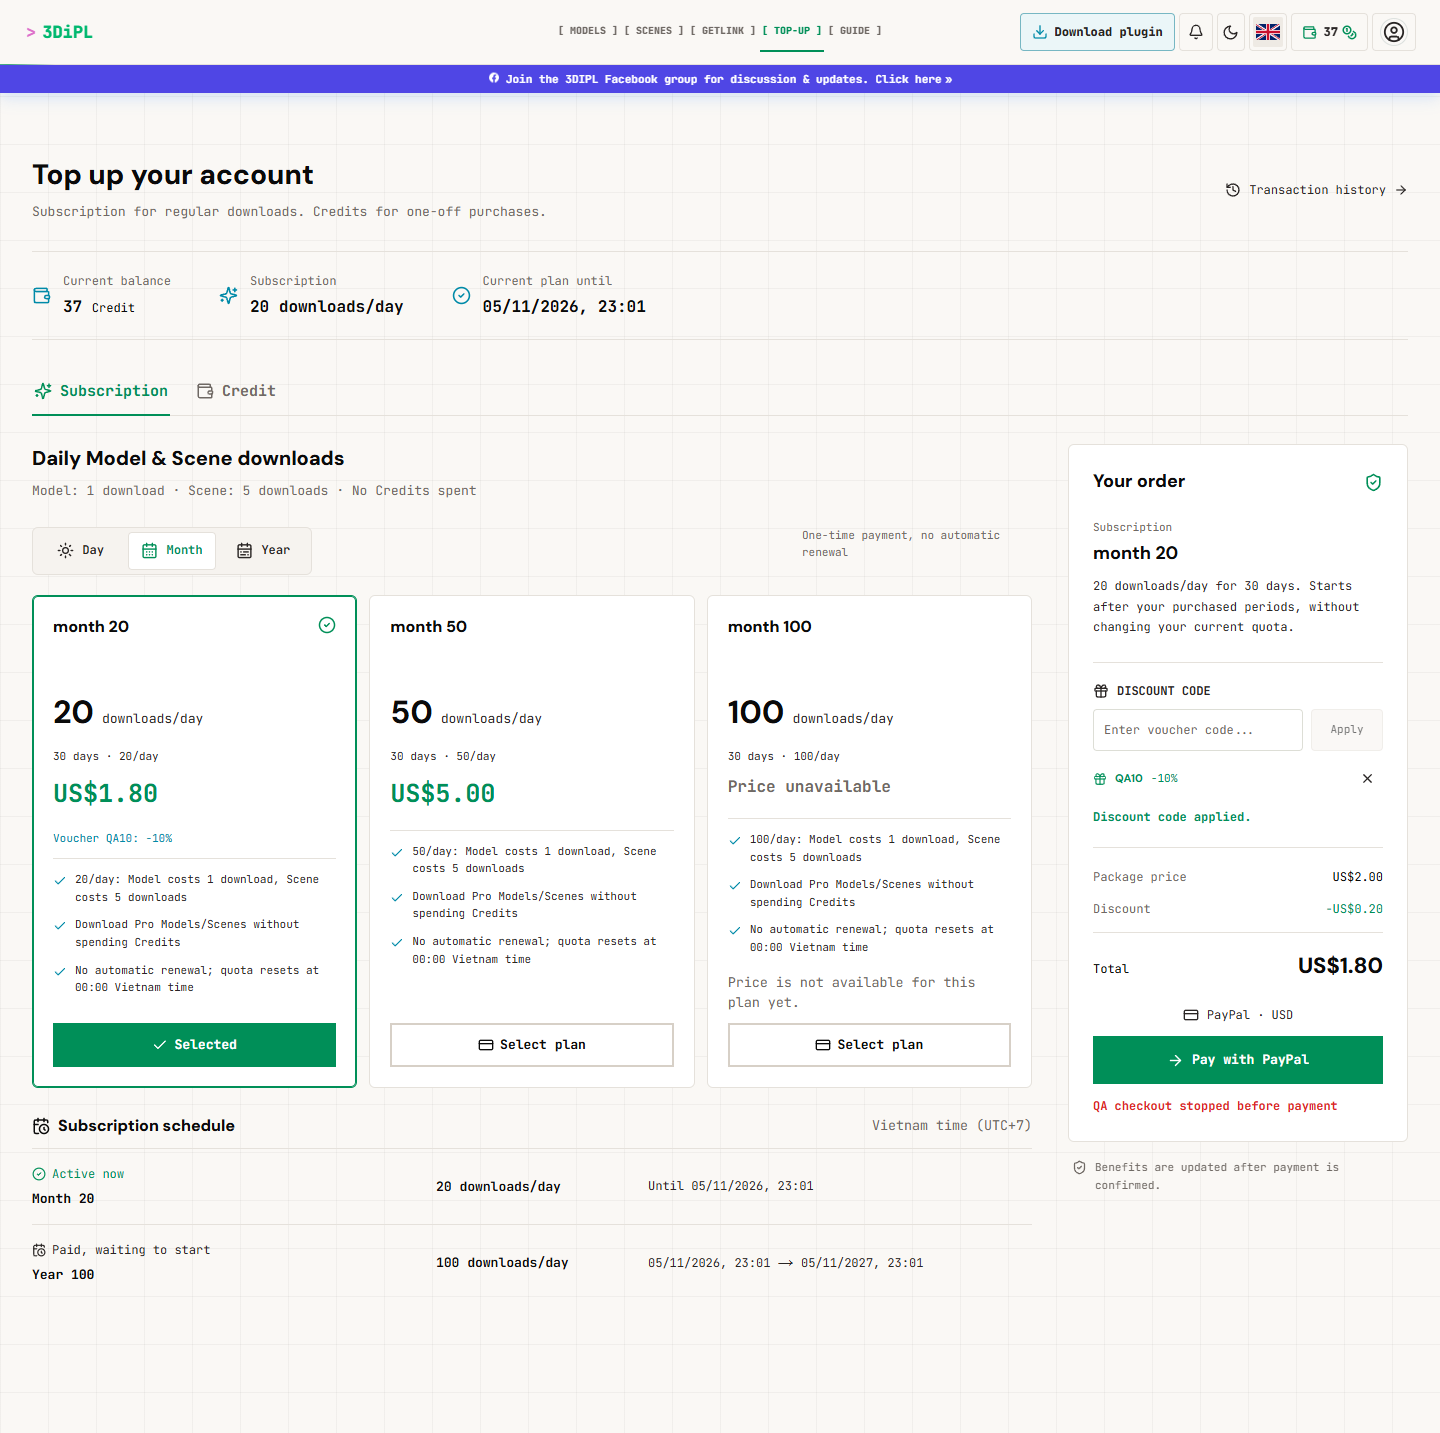 > 3DiPL
[ MODELS ] [ SCENES ] [ GETLINK ] [ TOP-UP ] [ GUIDE ]
Download plugin
37
Join the 3DIPL Facebook group for discussion & updates. Click here »
Top up your account
Subscription for regular downloads. Credits for one-off purchases.
Transaction history →
Current balance
37 Credit
Subscription
20 downloads/day
Current plan until
05/11/2026, 23:01
Subscription
Credit
Daily Model & Scene downloads
Model: 1 download · Scene: 5 downloads · No Credits spent
Day
Month
Year
One-time payment, no automatic
renewal
month 20
20 downloads/day
30 days · 20/day
US$1.80
Voucher QA10: -10%
20/day: Model costs 1 download, Scene
costs 5 downloads
Download Pro Models/Scenes without
spending Credits
No automatic renewal; quota resets at
00:00 Vietnam time
Selected
month 50
50 downloads/day
30 days · 50/day
US$5.00
50/day: Model costs 1 download, Scene
costs 5 downloads
Download Pro Models/Scenes without
spending Credits
No automatic renewal; quota resets at
00:00 Vietnam time
Select plan
month 100
100 downloads/day
30 days · 100/day
Price unavailable
100/day: Model costs 1 download, Scene
costs 5 downloads
Download Pro Models/Scenes without
spending Credits
No automatic renewal; quota resets at
00:00 Vietnam time
Price is not available for this
plan yet.
Select plan
Your order
Subscription
month 20
20 downloads/day for 30 days. Starts
after your purchased periods, without
changing your current quota.
DISCOUNT CODE
Enter voucher code...
Apply
QA10 -10%
Discount code applied.
Package price US$2.00
Discount -US$0.20
Total US$1.80
PayPal · USD
Pay with PayPal
QA checkout stopped before payment
Benefits are updated after payment is
confirmed.
Subscription schedule
Vietnam time (UTC+7)
Active now
Month 20
20 downloads/day
Until 05/11/2026, 23:01
Paid, waiting to start
Year 100
100 downloads/day
05/11/2026, 23:01 → 05/11/2027, 23:01